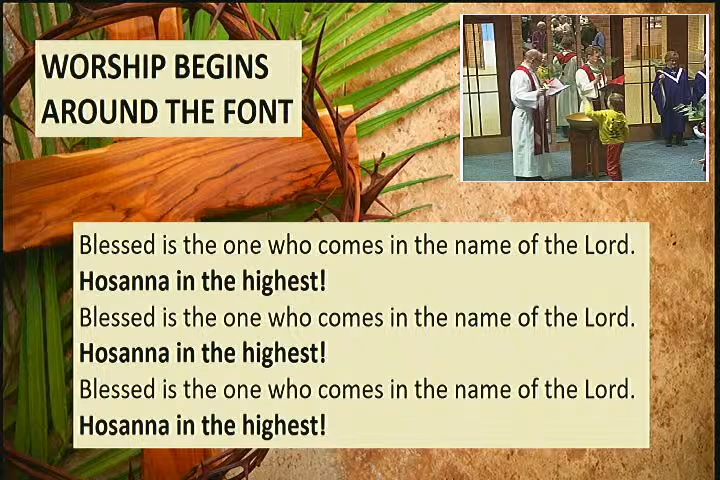 WORSHIP BEGINS
AROUND THE FONT
Blessed is the one who comes in the name of the Lord.
Hosanna in the highest!
Blessed is the one who comes in the name of the Lord.
Hosanna in the highest!
Blessed is the one who comes in the name of the Lord.
Hosanna in the highest!